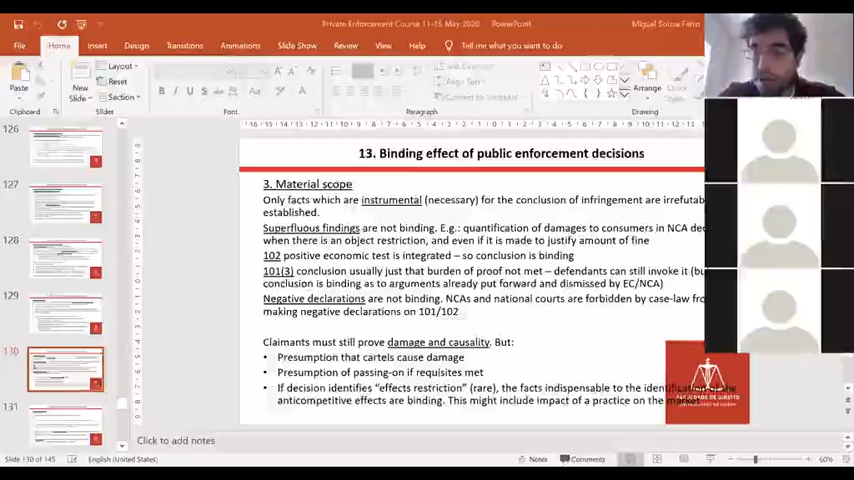 Private Enforcement Course 11-15 May 2020 - PowerPoint
Miguel Sousa Ferro
File Home Insert Design Transitions Animations Slide Show Review View Help Tell me what you want to do
Paste
New
Slide
Layout
Reset
Section
B I U S
Text Direction
Align Text
Convert to SmartArt
Arrange
Quick
Clipboard
Slides
Font
Paragraph
Drawing
126
127
128
129
130
131
13. Binding effect of public enforcement decisions
3. Material scope
Only facts which are instrumental (necessary) for the conclusion of infringement are
established.
Superfluous findings are not binding. E.g.: quantification of damages to consumers in NCA
when there is an object restriction, and even if it is made to justify amount of fine
102 positive economic test is integrated – so conclusion is binding
101(3) conclusion usually just that burden of proof not met – defendants can still invoke it
conclusion is binding as to arguments already put forward and dismissed by EC/NCA)
Negative declarations are not binding. NCAs and national courts are forbidden by case-law
making negative declarations on 101/102
Claimants must still prove damage and causality. But:
• Presumption that cartels cause damage
• Presumption of passing-on if requisites met
• If decision identifies "effects restriction" (rare), the facts indispensable to the identification of the
anticompetitive effects are binding. This might include impact of a practice on the market
FACULDADE DE DIREITO
Click to add notes
Slide 130 of 145 English (United States) Notes Comments 60%